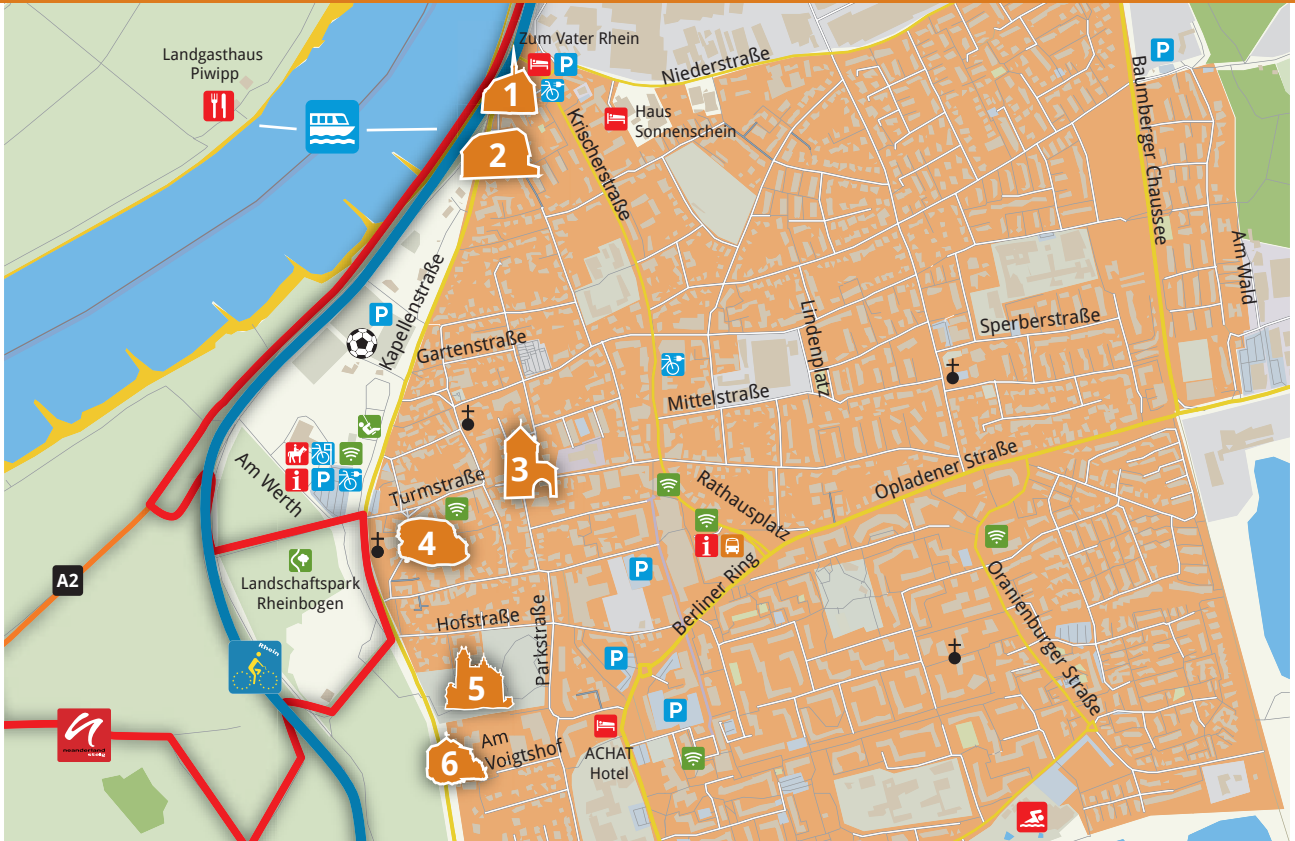 Zum Vater Rhein
Landgasthaus
Piwipp
P
Niederstraße
P
1
Haus
Sonnenschein
2
Krischerstraße
Baumberger Chaussee
Am Wald
Kapellenstraße
P
Gartenstraße
Lindenplatz
Sperberstraße
Mittelstraße
3
Am Werth
i
P
Turmstraße
Rathausplatz
Opladener Straße
4
i
A2
Landschaftspark
Rheinbogen
P
Berliner Ring
Oranienburger Straße
Hofstraße
Parkstraße
Rhein
P
5
P
n
neanderland
STEIG
6
Am
Voigtshof
ACHAT
Hotel